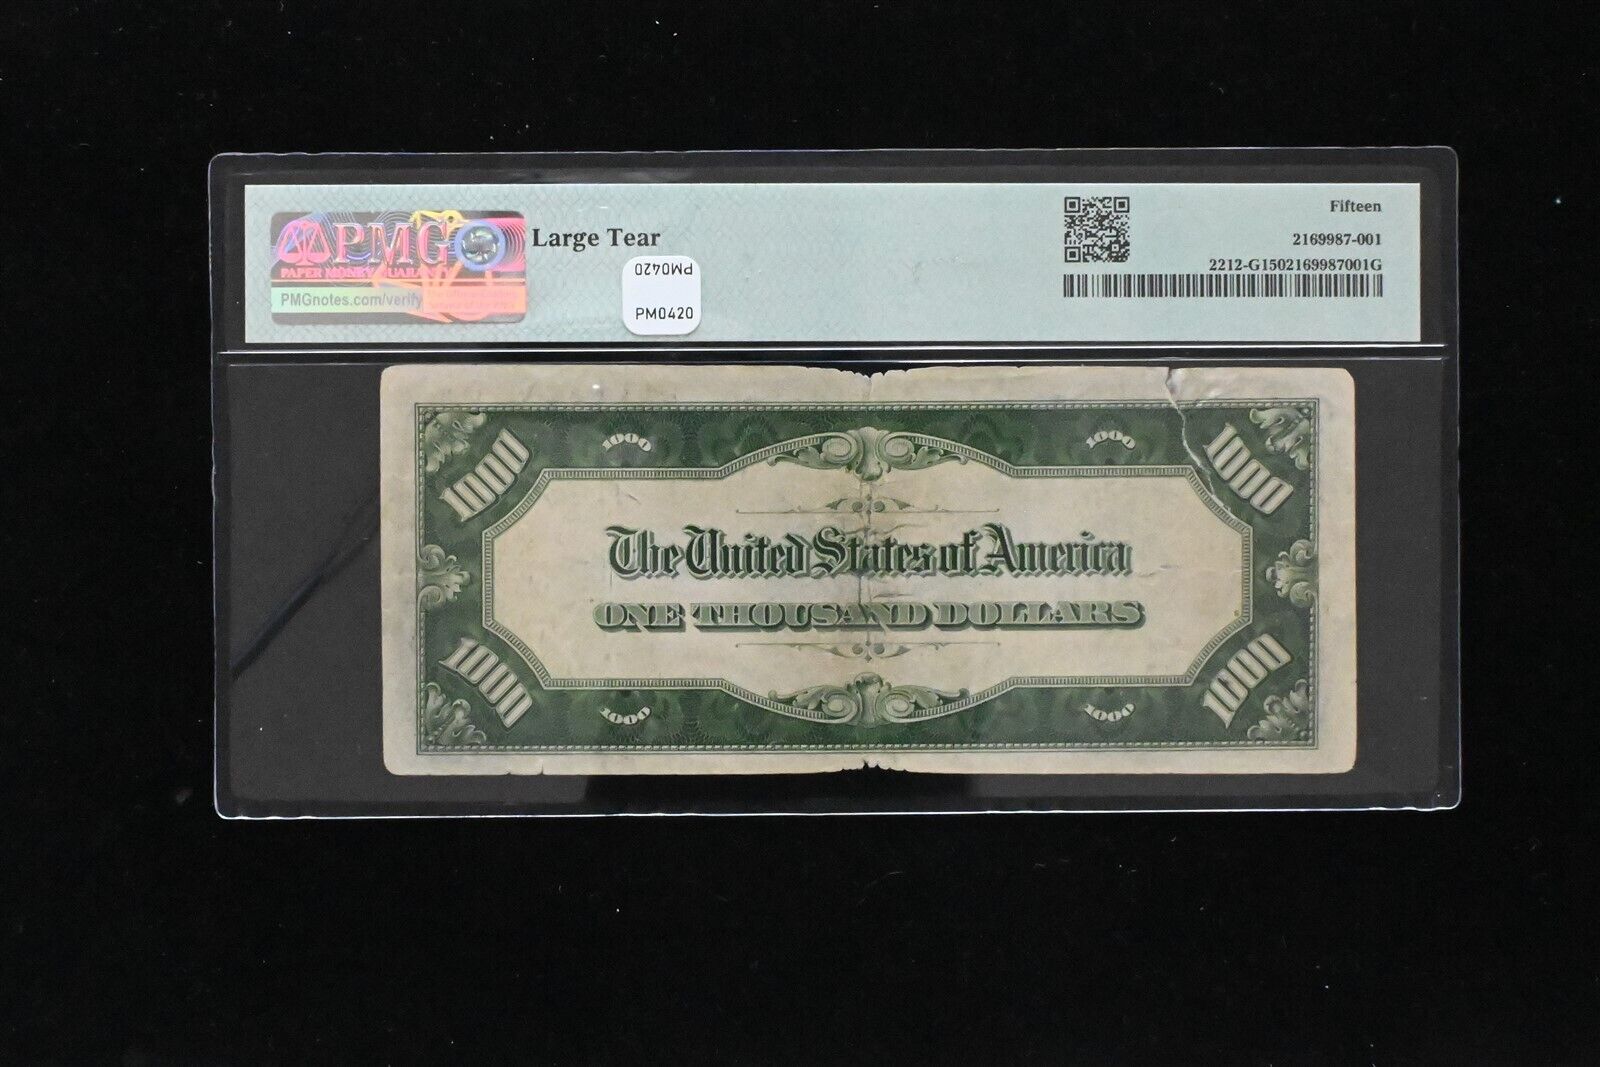 PMG
PAPER MONEY GUARANTY
PMGnotes.com/verify
Large Tear
PM0420
PM0420
Fifteen
2169987-001
2212-G1502169987001G
1000 1000 1000 1000
The United States of America
ONE THOUSAND DOLLARS
1000 1000 1000 1000